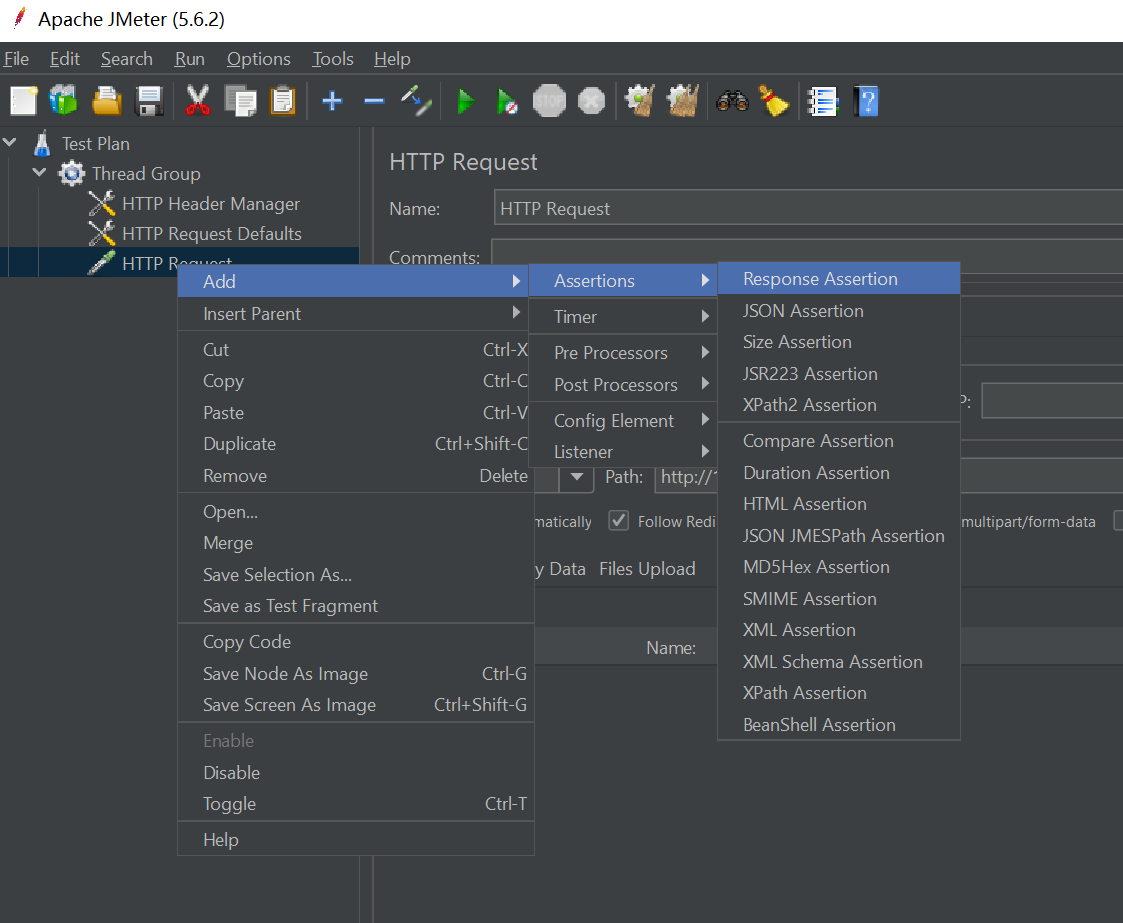 Apache JMeter (5.6.2)
File Edit Search Run Options Tools Help
STOP
Test Plan
Thread Group
HTTP Header Manager
HTTP Request Defaults
HTTP Request
HTTP Request
Name: HTTP Request
Comments:
Add
Insert Parent
Cut Ctrl-X
Copy Ctrl-C
Paste Ctrl-V
Duplicate Ctrl+Shift-C
Remove Delete
Open...
Merge
Save Selection As...
Save as Test Fragment
Copy Code
Save Node As Image Ctrl-G
Save Screen As Image Ctrl+Shift-G
Enable
Disable
Toggle Ctrl-T
Help
Assertions
Timer
Pre Processors
Post Processors
Config Element
Listener
Response Assertion
JSON Assertion
Size Assertion
JSR223 Assertion
XPath2 Assertion
Compare Assertion
Duration Assertion
HTML Assertion
JSON JMESPath Assertion
MD5Hex Assertion
SMIME Assertion
XML Assertion
XML Schema Assertion
XPath Assertion
BeanShell Assertion
P:
Path: http://
matically Follow Redi multipart/form-data
y Data Files Upload
Name: